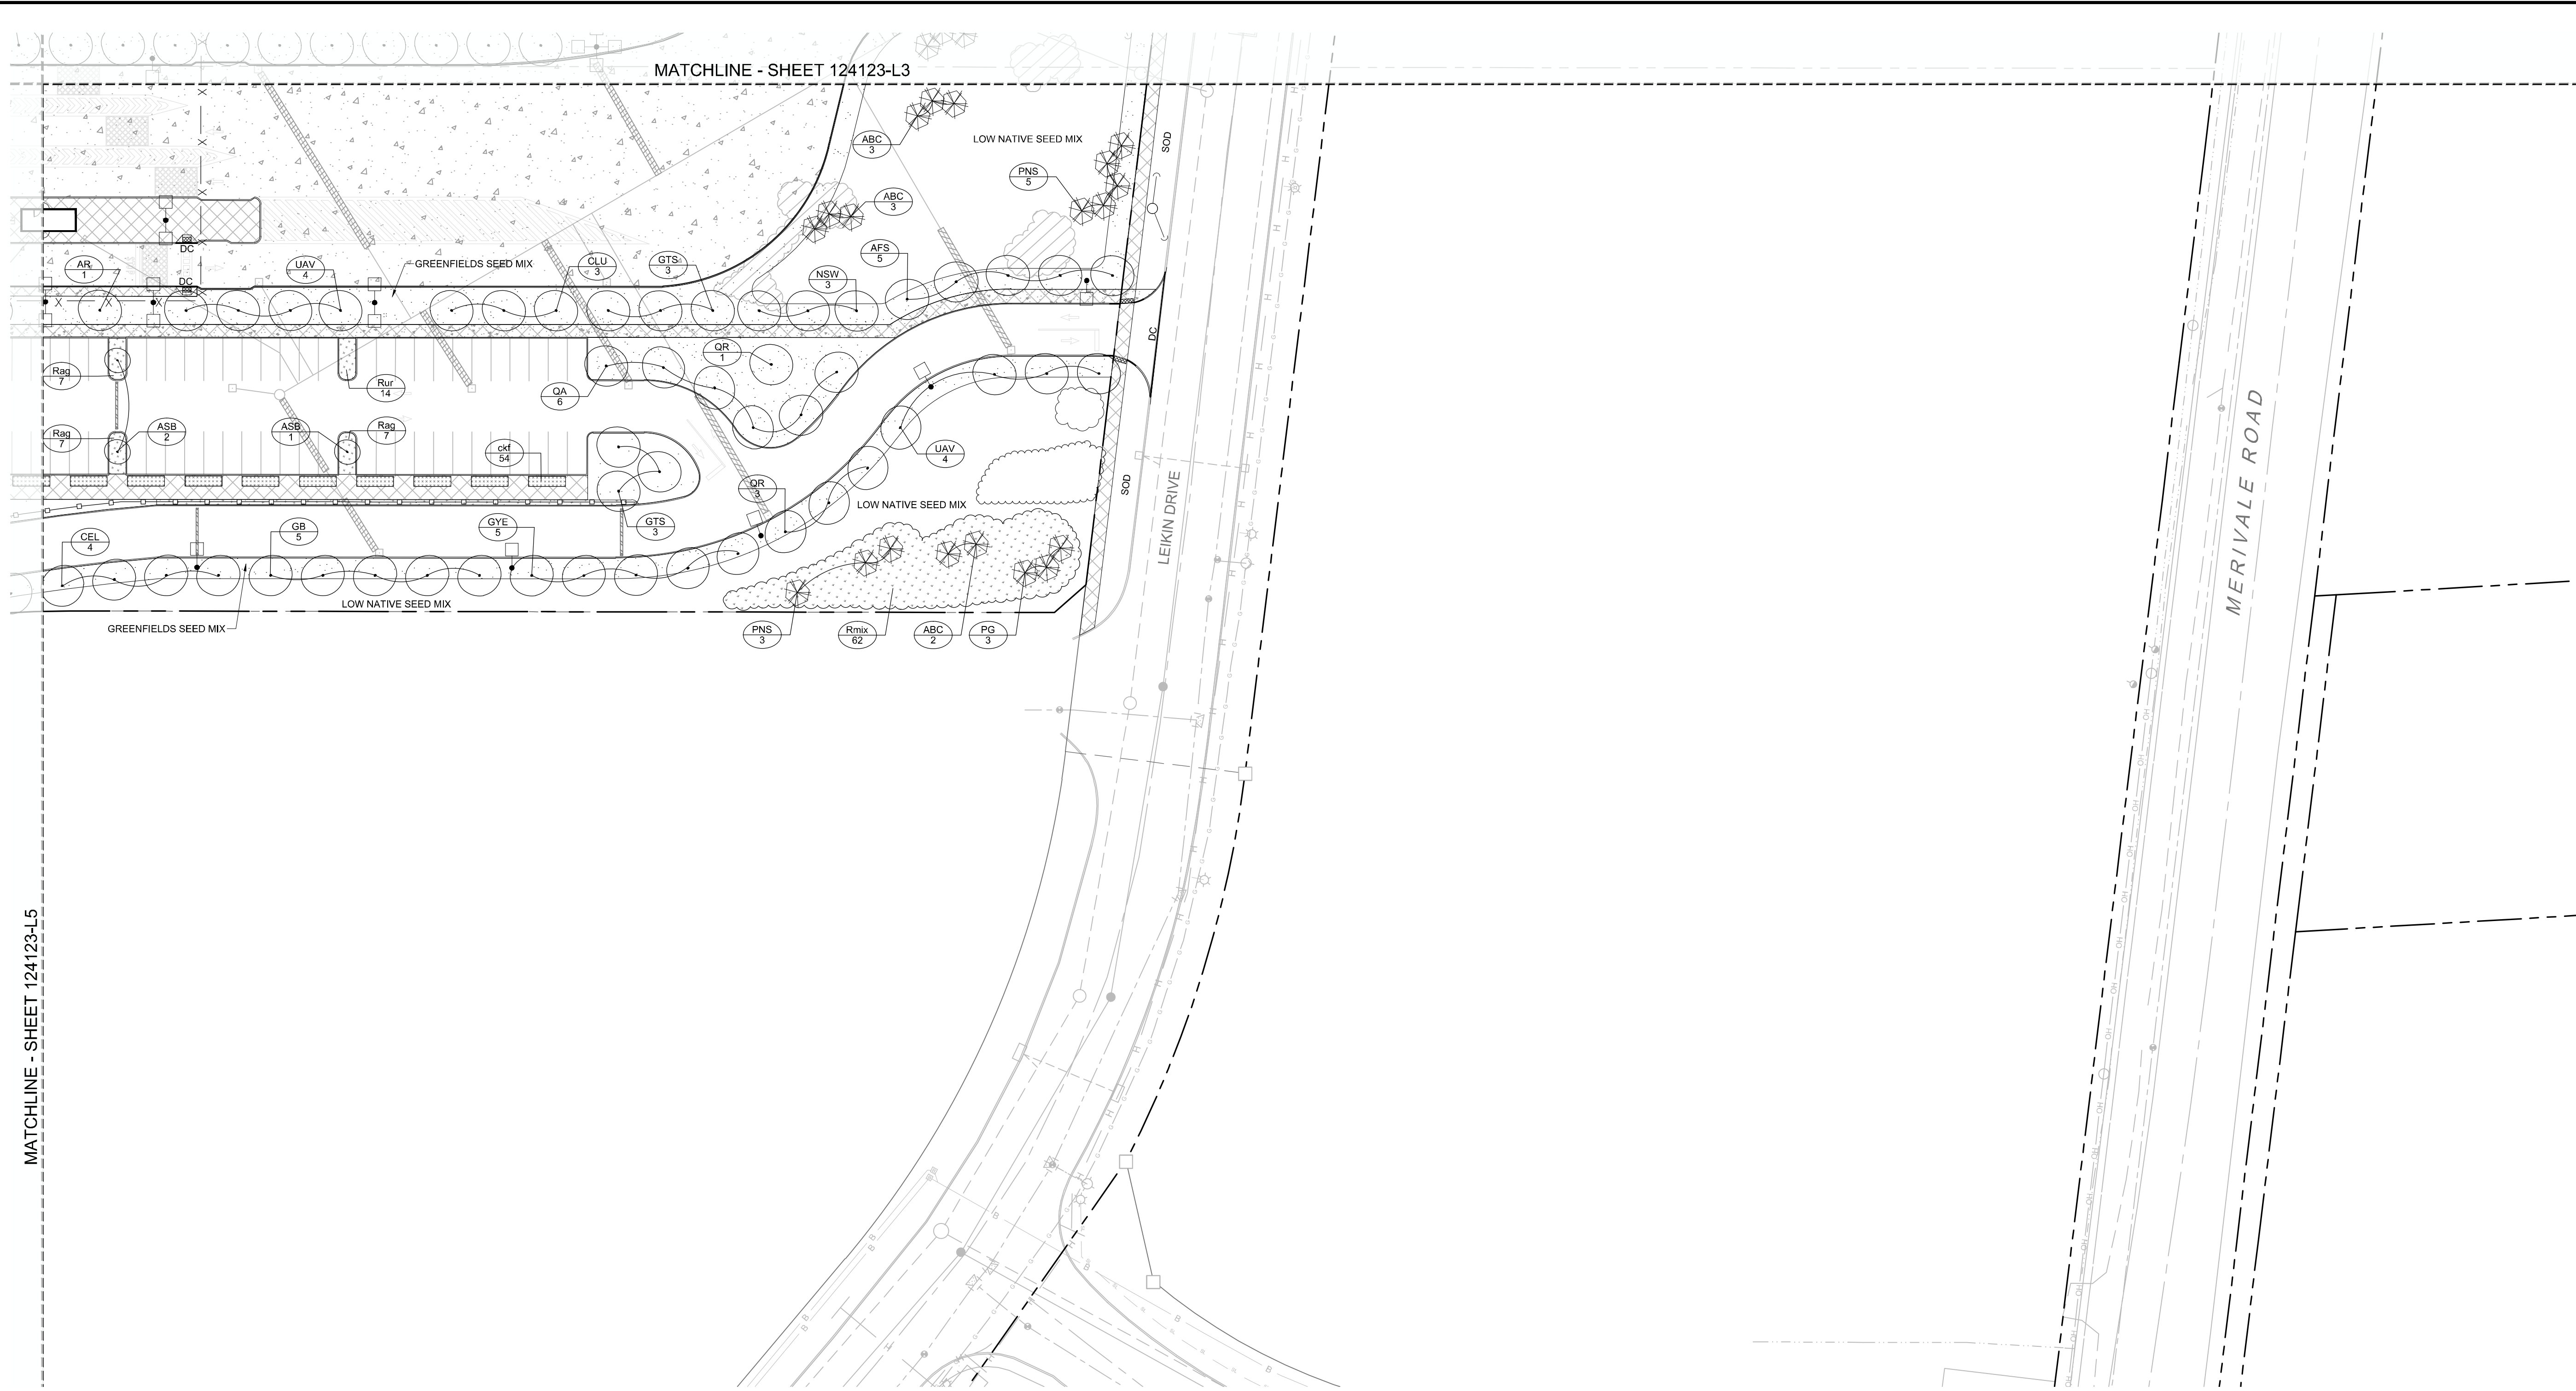 MATCHLINE - SHEET 124123-L3
ABC
3
LOW NATIVE SEED MIX
SOD
PNS
5
ABC
3
DC
AFS
5
AR
1
UAV
4
GREENFIELDS SEED MIX
CLU
3
GTS
3
NSW
3
DC
DC
QR
1
Rag
7
Rur
14
QA
6
Rag
7
ASB
2
ASB
1
Rag
7
ckf
54
UAV
4
SOD
LEIKIN DRIVE
MERIVALE ROAD
QR
3
LOW NATIVE SEED MIX
CEL
4
GB
5
GYE
5
GTS
3
LOW NATIVE SEED MIX
GREENFIELDS SEED MIX
PNS
3
Rmix
62
ABC
2
PG
3
MATCHLINE - SHEET 124123-L5